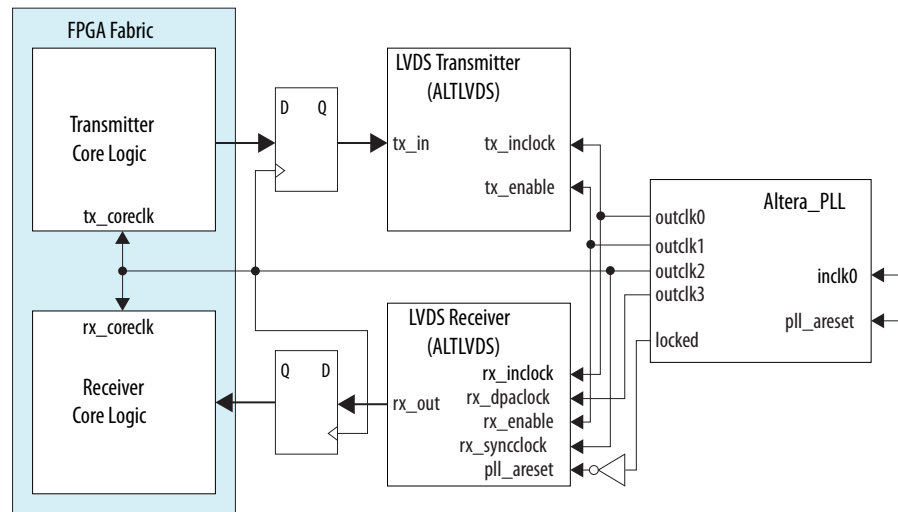 FPGA Fabric
Transmitter
Core Logic
tx_coreclk
rx_coreclk
Receiver
Core Logic
D Q
Q D
LVDS Transmitter
(ALTLVDS)
tx_in
tx_inclock
tx_enable
LVDS Receiver
(ALTLVDS)
rx_inclock
rx_dpaclock
rx_out
rx_enable
rx_syncclock
pll_areset
Altera_PLL
outclk0
outclk1
outclk2
outclk3
locked
inclk0
pll_areset